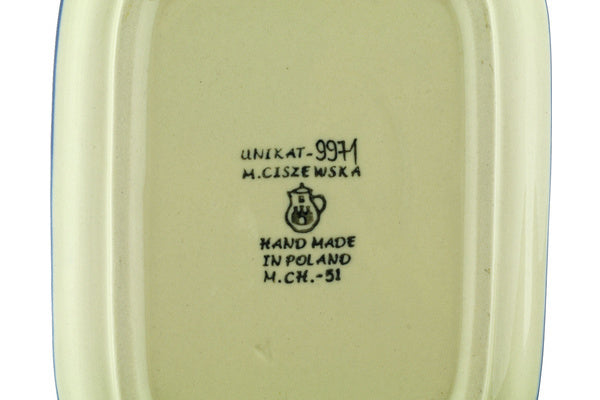 UNIKAT-9971
M.CISZEWSKA
HAND MADE
IN POLAND
M.CH.-51